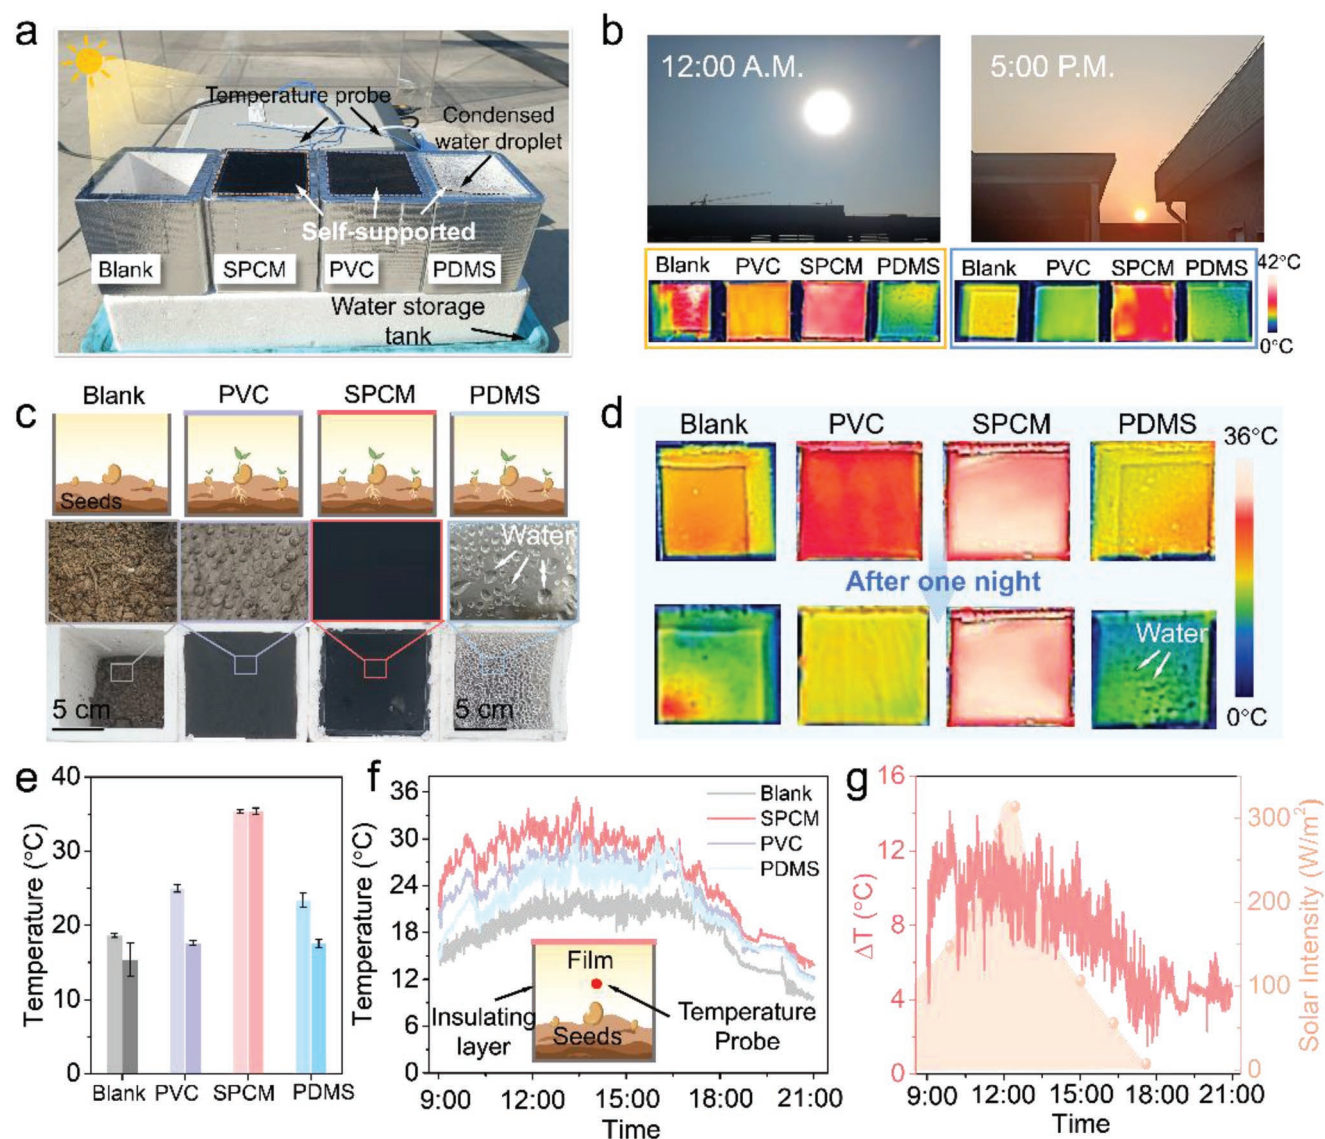 a
Temperature probe
Condensed
water droplet
Self-supported
Blank
SPCM
PVC
PDMS
Water storage
tank
b
12:00 A.M.
5:00 P.M.
Blank PVC SPCM PDMS
Blank PVC SPCM PDMS
42°C
0°C
c
Blank PVC SPCM PDMS
Seeds
Water
5 cm
5 cm
d
Blank PVC SPCM PDMS
36°C
After one night
Water
0°C
e
Temperature (°C)
40
30
20
10
0
Blank PVC SPCM PDMS
f
Temperature (°C)
36
30
24
18
12
6
0
Blank
SPCM
PVC
PDMS
Film
Insulating
layer
Seeds
Temperature
Probe
9:00 12:00 15:00 18:00 21:00
Time
g
ΔT (°C)
16
12
8
4
0
300
200
100
0
Solar Intensity (W/m²)
9:00 12:00 15:00 18:00 21:00
Time